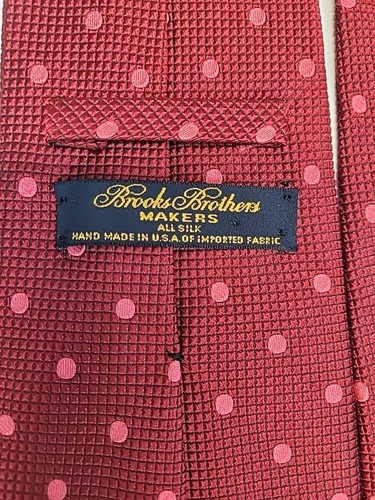 Brooks Brothers
MAKERS
ALL SILK
HAND MADE IN U.S.A. OF IMPORTED FABRIC